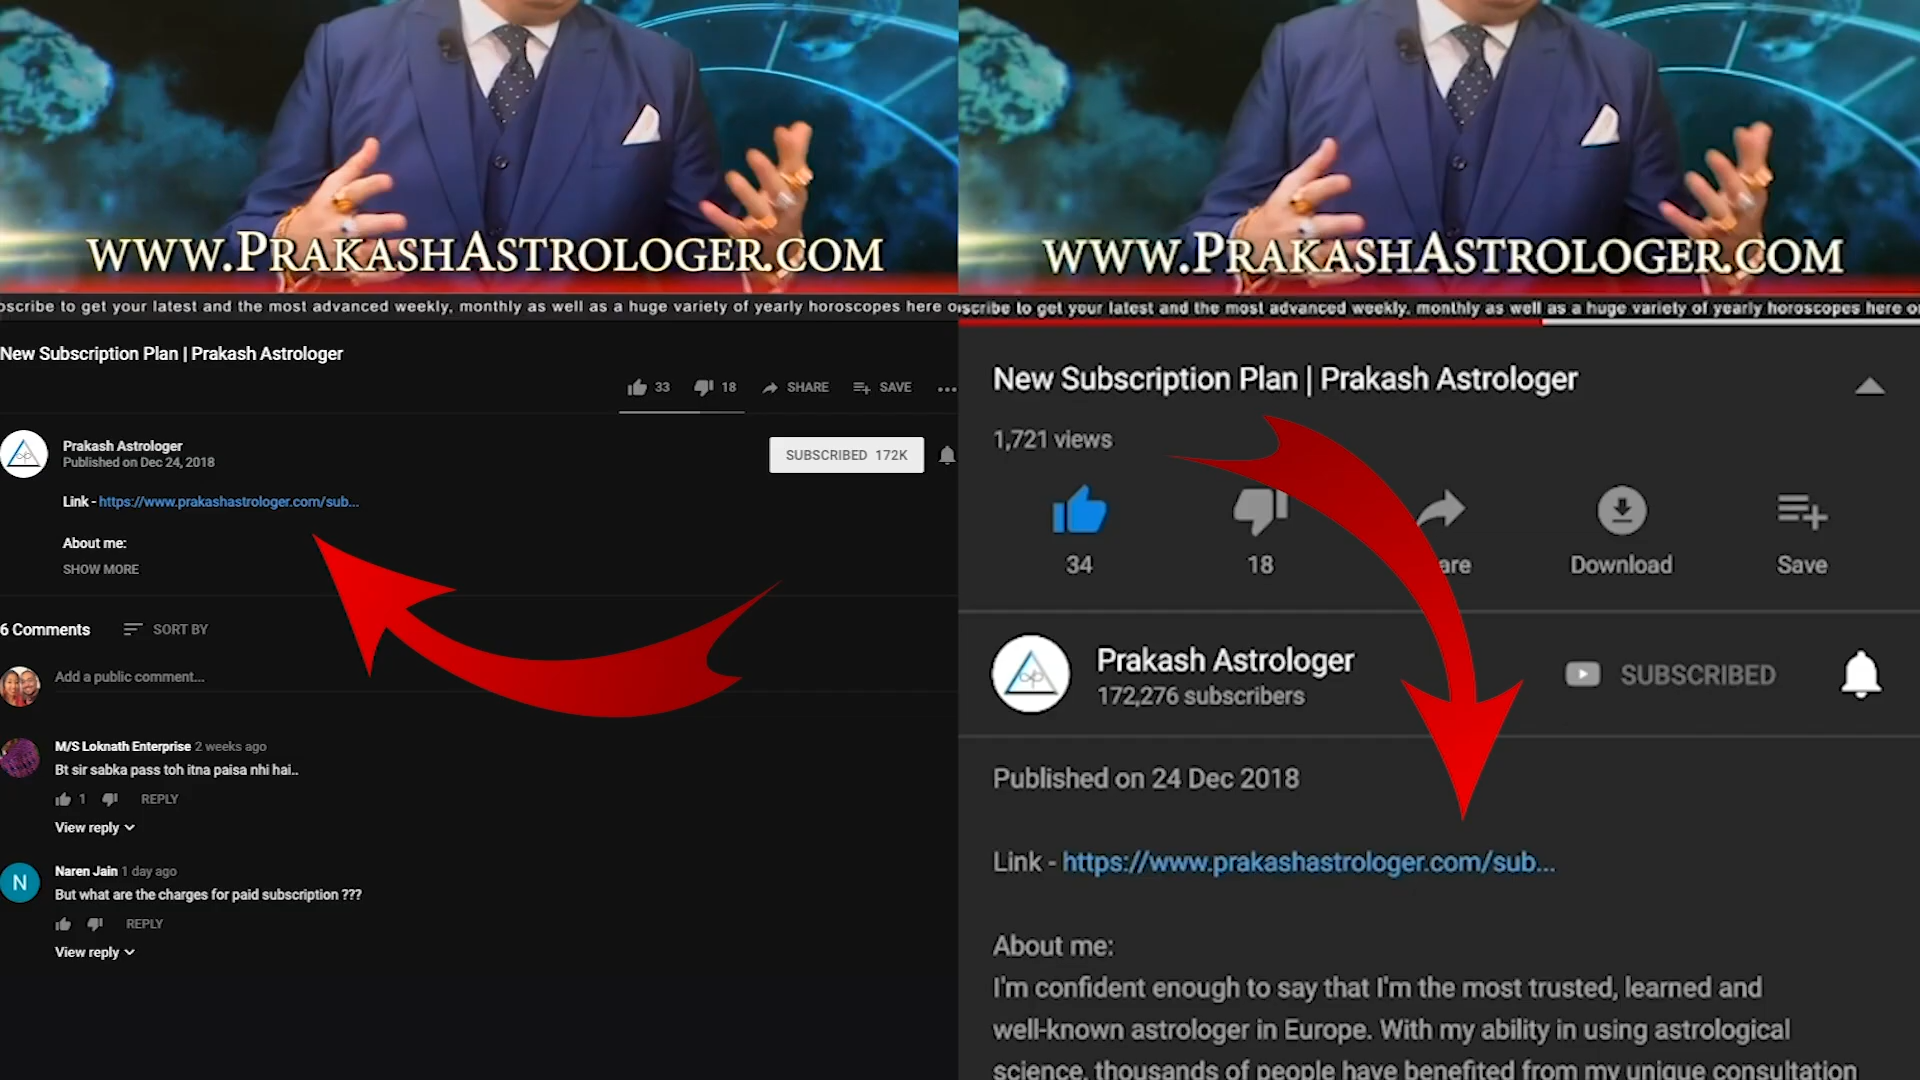 WWW.PRAKASHASTROLOGER.COM
scribe to get your latest and the most advanced weekly, monthly as well as a huge variety of yearly horoscopes here
New Subscription Plan | Prakash Astrologer
33 18 SHARE SAVE
Prakash Astrologer
Published on Dec 24, 2018
SUBSCRIBED 172K
Link - https://www.prakashastrologer.com/sub...
About me:
SHOW MORE
6 Comments SORT BY
Add a public comment...
M/S Loknath Enterprise 2 weeks ago
Bt sir sabka pass toh itna paisa nhi hai..
1 REPLY
View reply
N
Naren Jain 1 day ago
But what are the charges for paid subscription ???
REPLY
View reply
WWW.PRAKASHASTROLOGER.COM
scribe to get your latest and the most advanced weekly, monthly as well as a huge variety of yearly horoscopes here
New Subscription Plan | Prakash Astrologer
1,721 views
34 18 are Download Save
Prakash Astrologer
172,276 subscribers
SUBSCRIBED
Published on 24 Dec 2018
Link - https://www.prakashastrologer.com/sub...
About me:
I'm confident enough to say that I'm the most trusted, learned and
well-known astrologer in Europe. With my ability in using astrological
science, thousands of people have benefited from my unique consultation